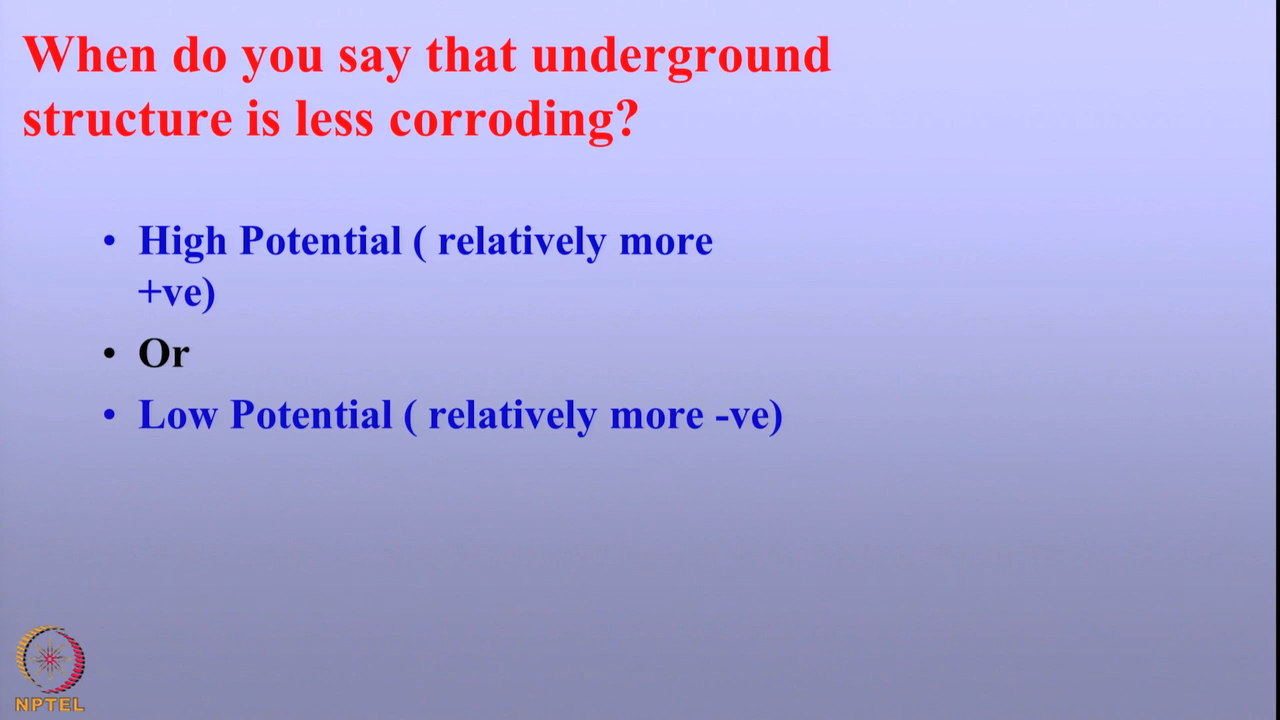 When do you say that underground
structure is less corroding?
• High Potential ( relatively more
+ve)
• Or
• Low Potential ( relatively more -ve)
NPTEL